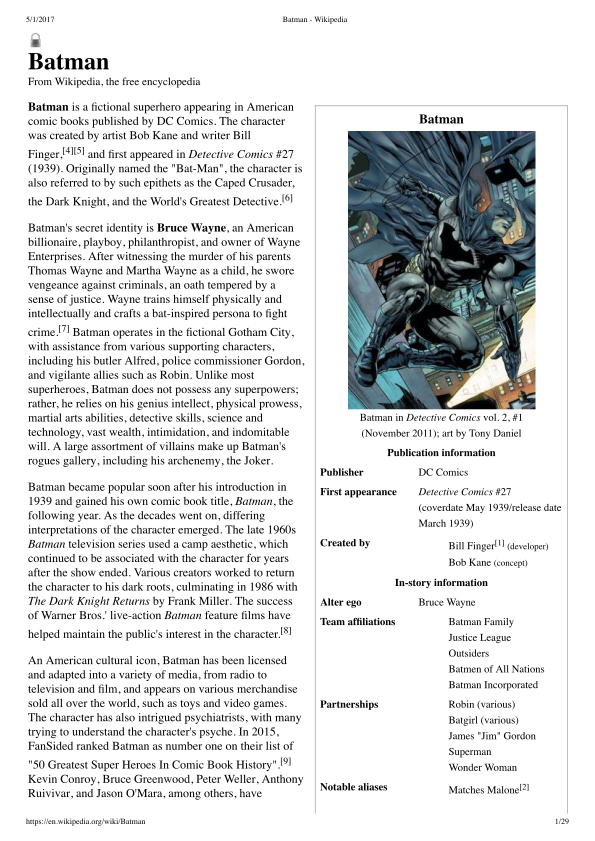 5/1/2017
Batman - Wikipedia
Batman
From Wikipedia, the free encyclopedia
Batman is a fictional superhero appearing in American
comic books published by DC Comics. The character
was created by artist Bob Kane and writer Bill
Finger,[4][5] and first appeared in Detective Comics #27
(1939). Originally named the "Bat-Man", the character is
also referred to by such epithets as the Caped Crusader,
the Dark Knight, and the World's Greatest Detective.[6]
Batman's secret identity is Bruce Wayne, an American
billionaire, playboy, philanthropist, and owner of Wayne
Enterprises. After witnessing the murder of his parents
Thomas Wayne and Martha Wayne as a child, he swore
vengeance against criminals, an oath tempered by a
sense of justice. Wayne trains himself physically and
intellectually and crafts a bat-inspired persona to fight
crime.[7] Batman operates in the fictional Gotham City,
with assistance from various supporting characters,
including his butler Alfred, police commissioner Gordon,
and vigilante allies such as Robin. Unlike most
superheroes, Batman does not possess any superpowers;
rather, he relies on his genius intellect, physical prowess,
martial arts abilities, detective skills, science and
technology, vast wealth, intimidation, and indomitable
will. A large assortment of villains make up Batman's
rogues gallery, including his archenemy, the Joker.
Batman became popular soon after his introduction in
1939 and gained his own comic book title, Batman, the
following year. As the decades went on, differing
interpretations of the character emerged. The late 1960s
Batman television series used a camp aesthetic, which
continued to be associated with the character for years
after the show ended. Various creators worked to return
the character to his dark roots, culminating in 1986 with
The Dark Knight Returns by Frank Miller. The success
of Warner Bros.' live-action Batman feature films have
helped maintain the public's interest in the character.[8]
An American cultural icon, Batman has been licensed
and adapted into a variety of media, from radio to
television and film, and appears on various merchandise
sold all over the world, such as toys and video games.
The character has also intrigued psychiatrists, with many
trying to understand the character's psyche. In 2015,
FanSided ranked Batman as number one on their list of
"50 Greatest Super Heroes In Comic Book History".[9]
Kevin Conroy, Bruce Greenwood, Peter Weller, Anthony
Ruivivar, and Jason O'Mara, among others, have
Batman
Batman in Detective Comics vol. 2, #1
(November 2011); art by Tony Daniel
Publication information
Publisher DC Comics
First appearance Detective Comics #27
(coverdate May 1939/release date
March 1939)
Created by Bill Finger[1] (developer)
Bob Kane (concept)
In-story information
Alter ego Bruce Wayne
Team affiliations Batman Family
Justice League
Outsiders
Batmen of All Nations
Batman Incorporated
Partnerships Robin (various)
Batgirl (various)
James "Jim" Gordon
Superman
Wonder Woman
Notable aliases Matches Malone[2]
https://en.wikipedia.org/wiki/Batman
1/29